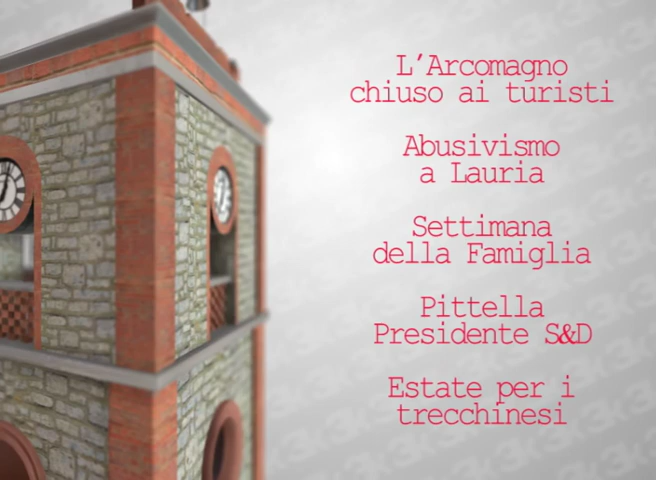 L'Arcomagno
chiuso ai turisti
Abusivismo
a Lauria
Settimana
della Famiglia
Pittella
Presidente S&D
Estate per i
trecchinesi